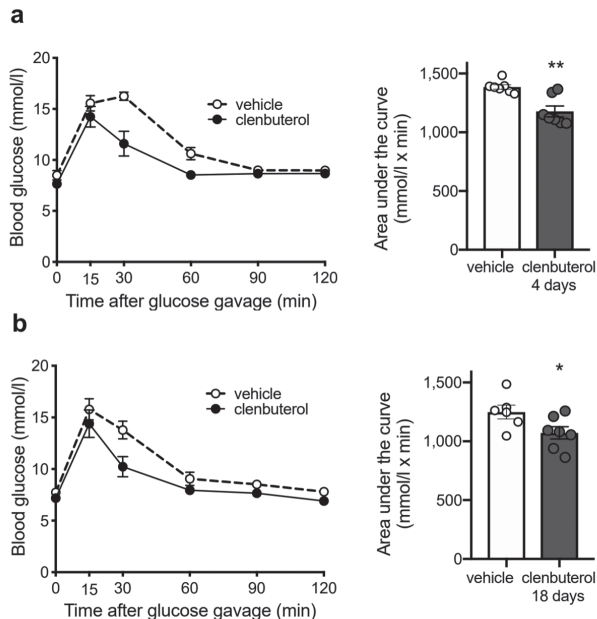 a
20
15
10
5
0
Blood glucose (mmol/l)
vehicle
clenbuterol
0 15 30 60 90 120
Time after glucose gavage (min)
1,500
1,000
500
0
Area under the curve
(mmol/l x min)
**
vehicle clenbuterol
4 days
b
20
15
10
5
0
Blood glucose (mmol/l)
vehicle
clenbuterol
0 15 30 60 90 120
Time after glucose gavage (min)
1,500
1,000
500
0
Area under the curve
(mmol/l x min)
*
vehicle clenbuterol
18 days